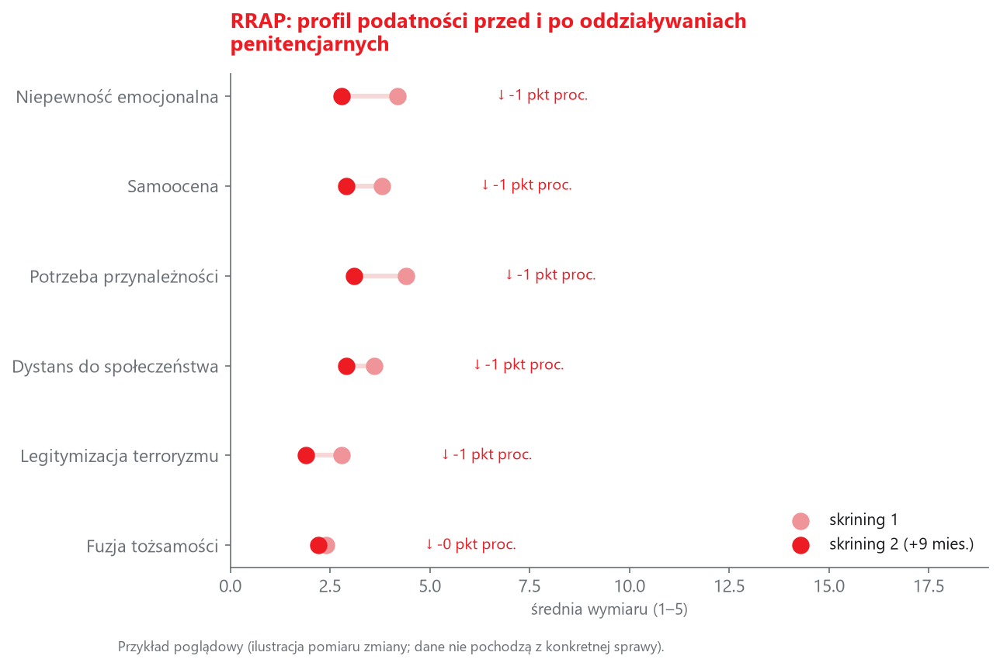 RRAP: profil podatności przed i po oddziaływaniach
penitencjarnych
Niepewność emocjonalna
↓ -1 pkt proc.
Samoocena
↓ -1 pkt proc.
Potrzeba przynależności
↓ -1 pkt proc.
Dystans do społeczeństwa
↓ -1 pkt proc.
Legitymizacja terroryzmu
↓ -1 pkt proc.
Fuzja tożsamości
↓ -0 pkt proc.
skrining 1
skrining 2 (+9 mies.)
0.0 2.5 5.0 7.5 10.0 12.5 15.0 17.5
średnia wymiaru (1–5)
Przykład poglądowy (ilustracja pomiaru zmiany; dane nie pochodzą z konkretnej sprawy).